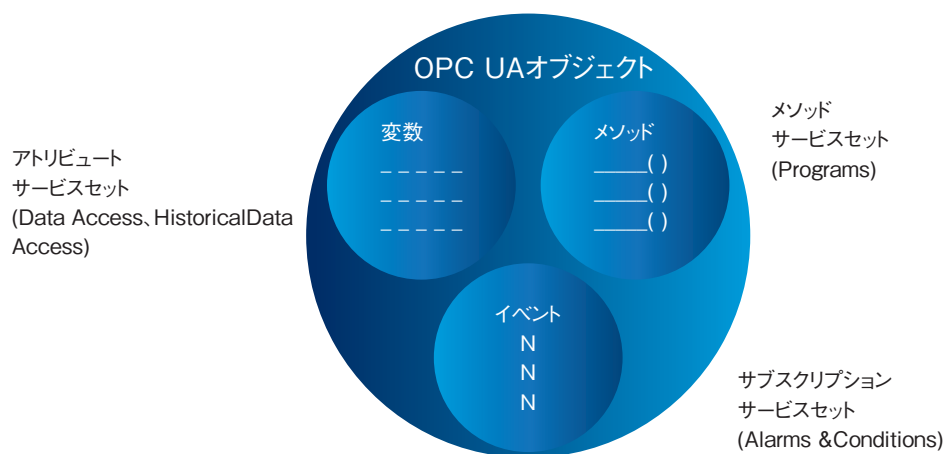 OPC UAオブジェクト
変数
_ _ _ _ _
_ _ _ _ _
_ _ _ _ _
メソッド
____( )
____( )
____( )
イベント
N
N
N
アトリビュート
サービスセット
(Data Access、HistoricalData
Access)
メソッド
サービスセット
(Programs)
サブスクリプション
サービスセット
(Alarms &Conditions)